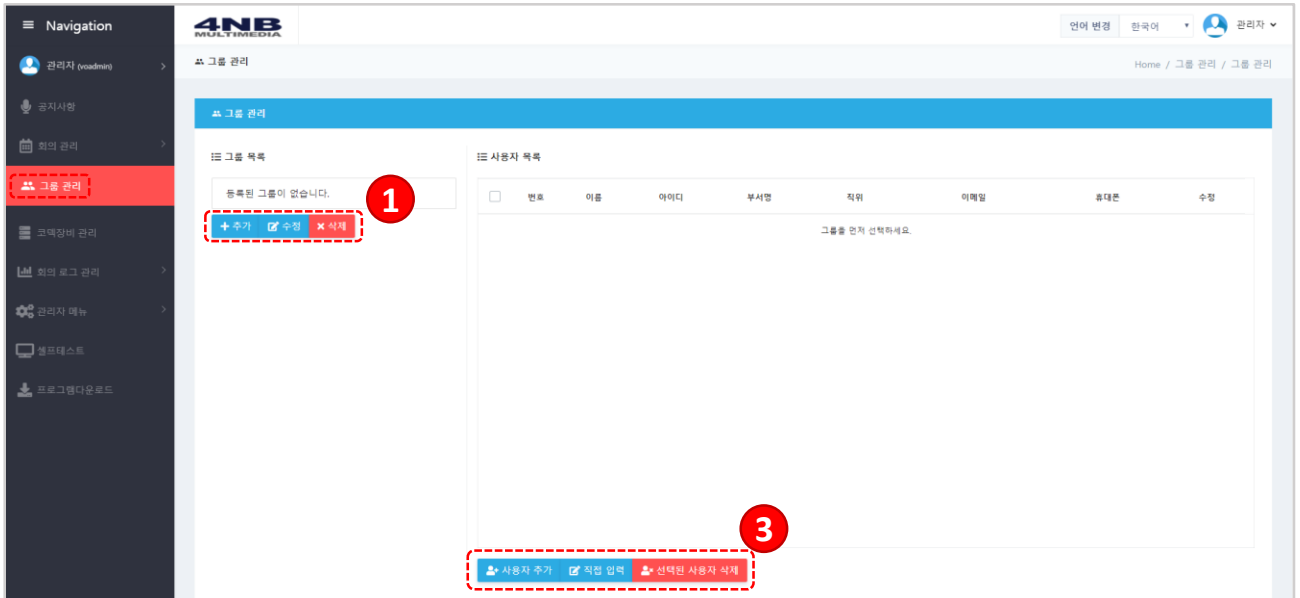 Navigation
4NB
MULTIMEDIA
언어 변경 한국어 관리자
관리자 (voadmin)
그룹 관리
Home / 그룹 관리 / 그룹 관리
공지사항
회의 관리
그룹 관리
코덱장비 관리
회의 로그 관리
관리자 메뉴
셀프테스트
프로그램다운로드
그룹 관리
그룹 목록
등록된 그룹이 없습니다.
1
추가 수정 삭제
사용자 목록
번호 이름 아이디 부서명 직위 이메일 휴대폰 수정
그룹을 먼저 선택하세요.
3
사용자 추가 직접 입력 선택된 사용자 삭제